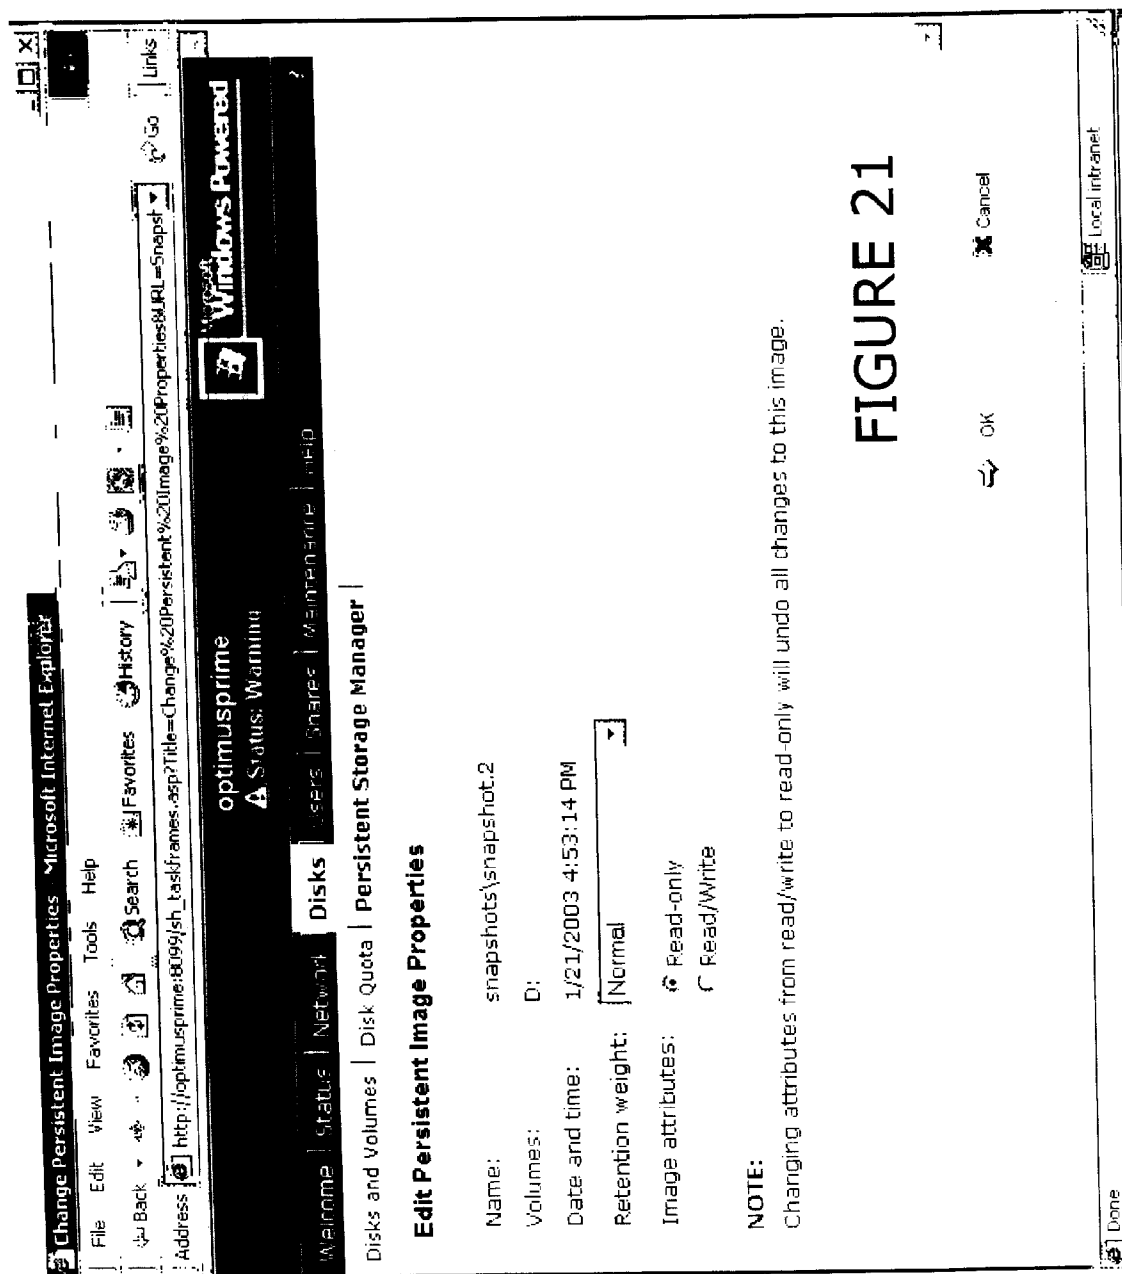 Change Persistent Image Properties - Microsoft Internet Explorer
File Edit View Favorites Tools Help
Back Search Favorites History
Address http://optimusprime:8099/sh_taskframes.asp?Title=Change%20Persistent%20Image%20Properties&URL=Snapsh Go Links
optimusprime
Status: Warning
Microsoft
Windows Powered
Welcome | Status | Network | Disks | Users | Shares | Maintenance | Help ?
Disks and Volumes | Disk Quota | Persistent Storage Manager |
Edit Persistent Image Properties
Name: snapshots\snapshot.2
Volumes: D:
Date and time: 1/21/2003 4:53:14 PM
Retention weight: Normal
Image attributes: Read-only
Read/Write
NOTE:
Changing attributes from read/write to read-only will undo all changes to this image.
FIGURE 21
OK Cancel
Done Local intranet